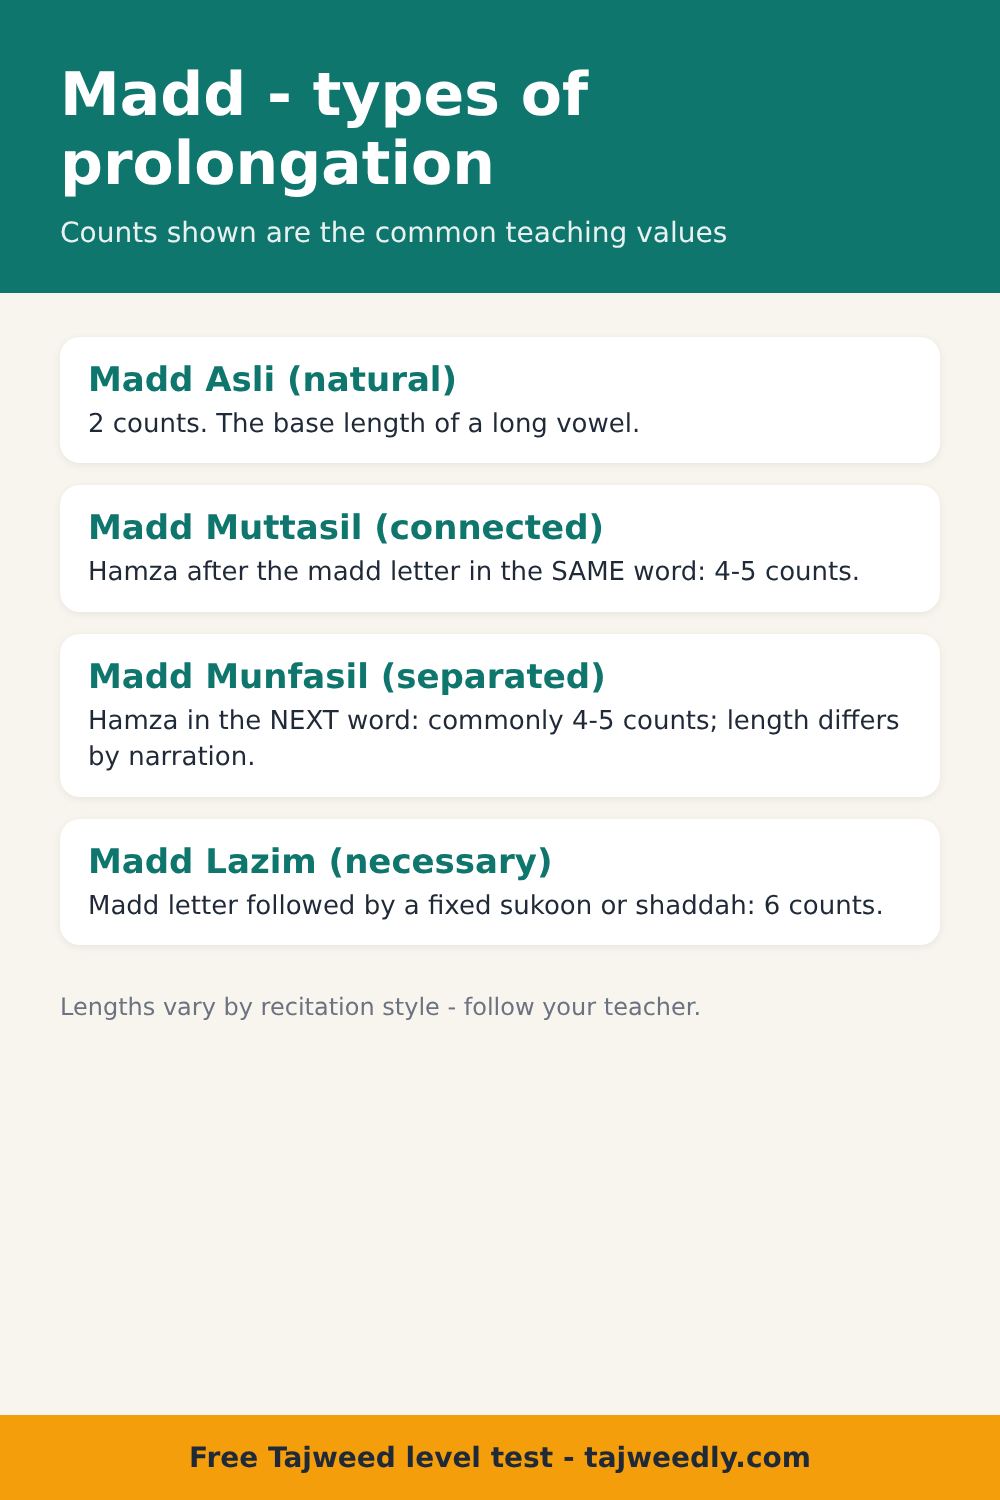 Madd - types of
prolongation
Counts shown are the common teaching values
Madd Asli (natural)
2 counts. The base length of a long vowel.
Madd Muttasil (connected)
Hamza after the madd letter in the SAME word: 4-5 counts.
Madd Munfasil (separated)
Hamza in the NEXT word: commonly 4-5 counts; length differs
by narration.
Madd Lazim (necessary)
Madd letter followed by a fixed sukoon or shaddah: 6 counts.
Lengths vary by recitation style - follow your teacher.
Free Tajweed level test - tajweedly.com